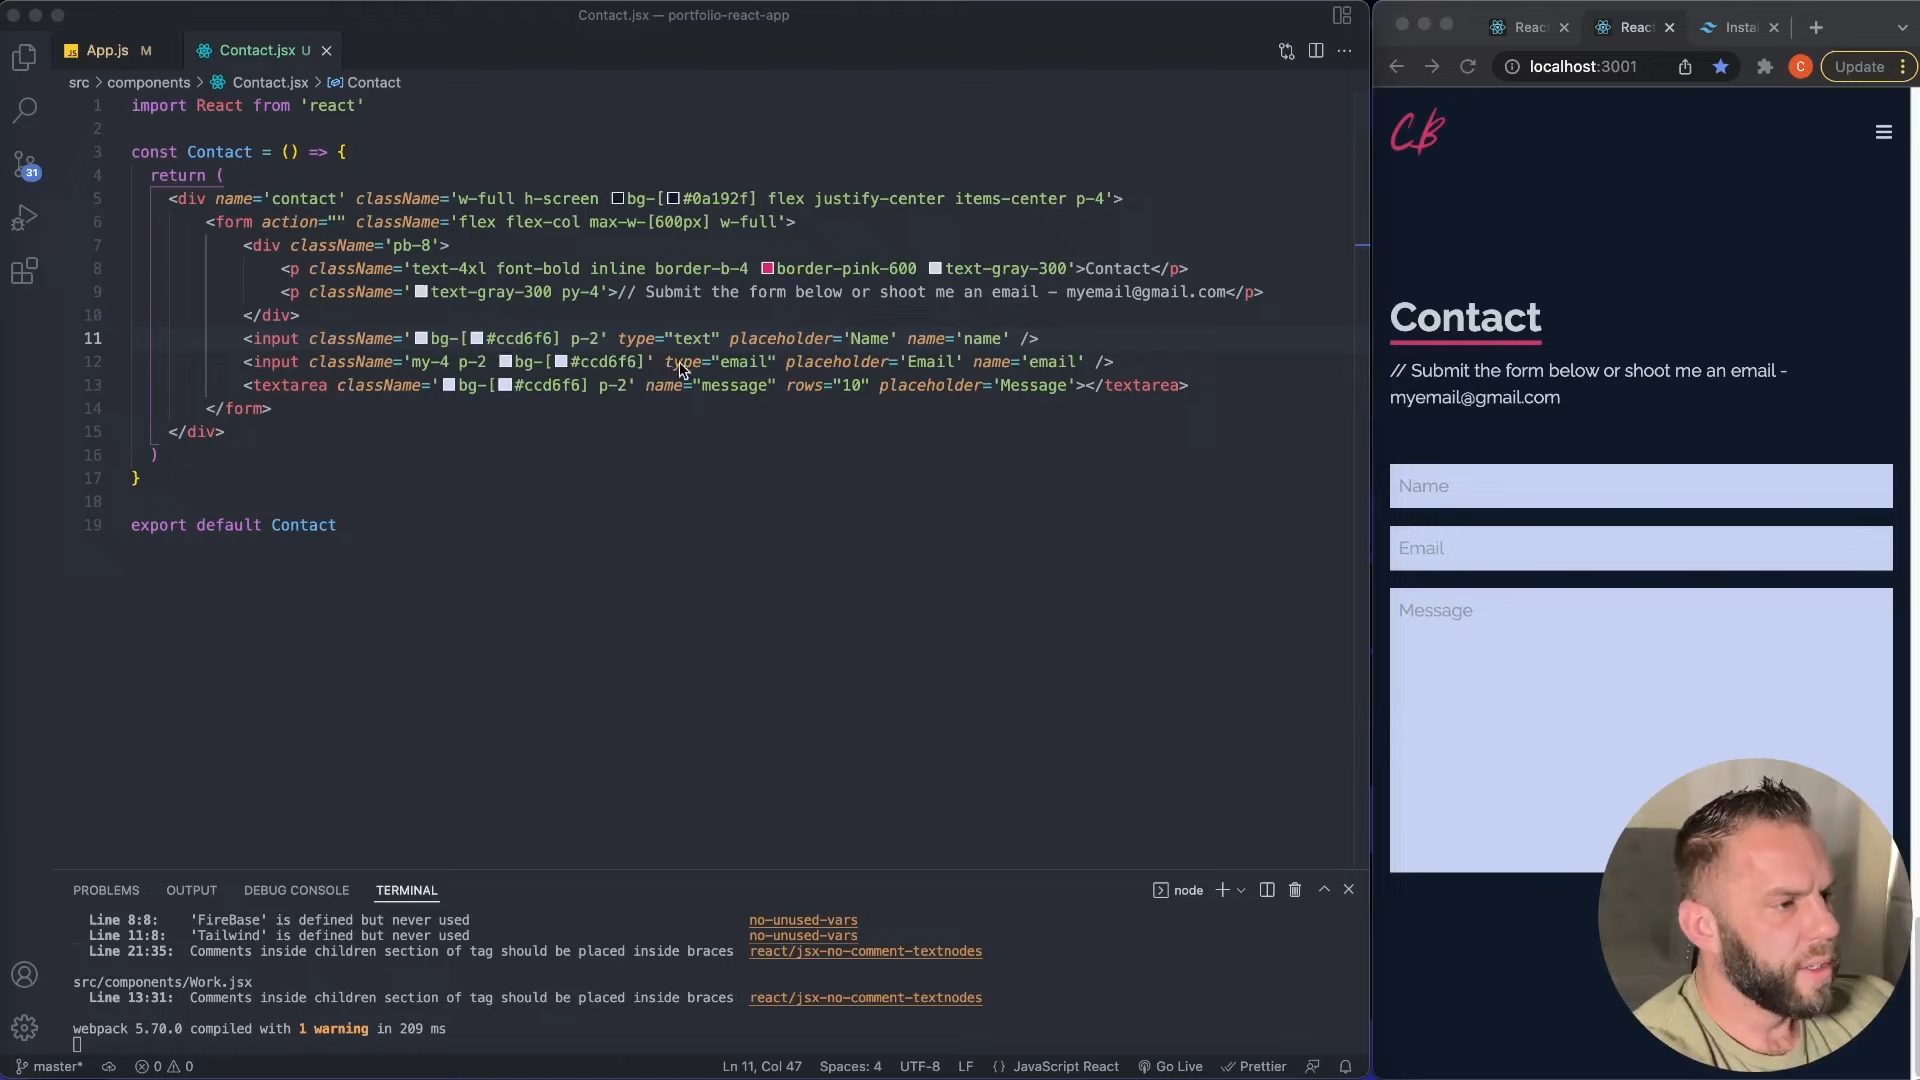 Contact.jsx — portfolio-react-app
App.js M
Contact.jsx U
src > components > Contact.jsx > Contact
1 import React from 'react'
2
3 const Contact = () => {
4 return (
5 <div name='contact' className='w-full h-screen bg-[#0a192f] flex justify-center items-center p-4'>
6 <form action="" className='flex flex-col max-w-[600px] w-full'>
7 <div className='pb-8'>
8 <p className='text-4xl font-bold inline border-b-4 border-pink-600 text-gray-300'>Contact</p>
9 <p className='text-gray-300 py-4'>// Submit the form below or shoot me an email - myemail@gmail.com</p>
10 </div>
11 <input className='bg-[#ccd6f6] p-2' type="text" placeholder='Name' name='name' />
12 <input className='my-4 p-2 bg-[#ccd6f6]' type="email" placeholder='Email' name='email' />
13 <textarea className='bg-[#ccd6f6] p-2' name="message" rows="10" placeholder='Message'></textarea>
14 </form>
15 </div>
16 )
17 }
18
19 export default Contact
31
PROBLEMS OUTPUT DEBUG CONSOLE TERMINAL
node
Line 8:8: 'FireBase' is defined but never used no-unused-vars
Line 11:8: 'Tailwind' is defined but never used no-unused-vars
Line 21:35: Comments inside children section of tag should be placed inside braces react/jsx-no-comment-textnodes
src/components/Work.jsx
Line 13:31: Comments inside children section of tag should be placed inside braces react/jsx-no-comment-textnodes
webpack 5.70.0 compiled with 1 warning in 209 ms
master* 0 0 Ln 11, Col 47 Spaces: 4 UTF-8 LF {} JavaScript React Go Live Prettier
Reac Reac Insta
localhost:3001 C Update
CB
Contact
// Submit the form below or shoot me an email -
myemail@gmail.com
Name
Email
Message